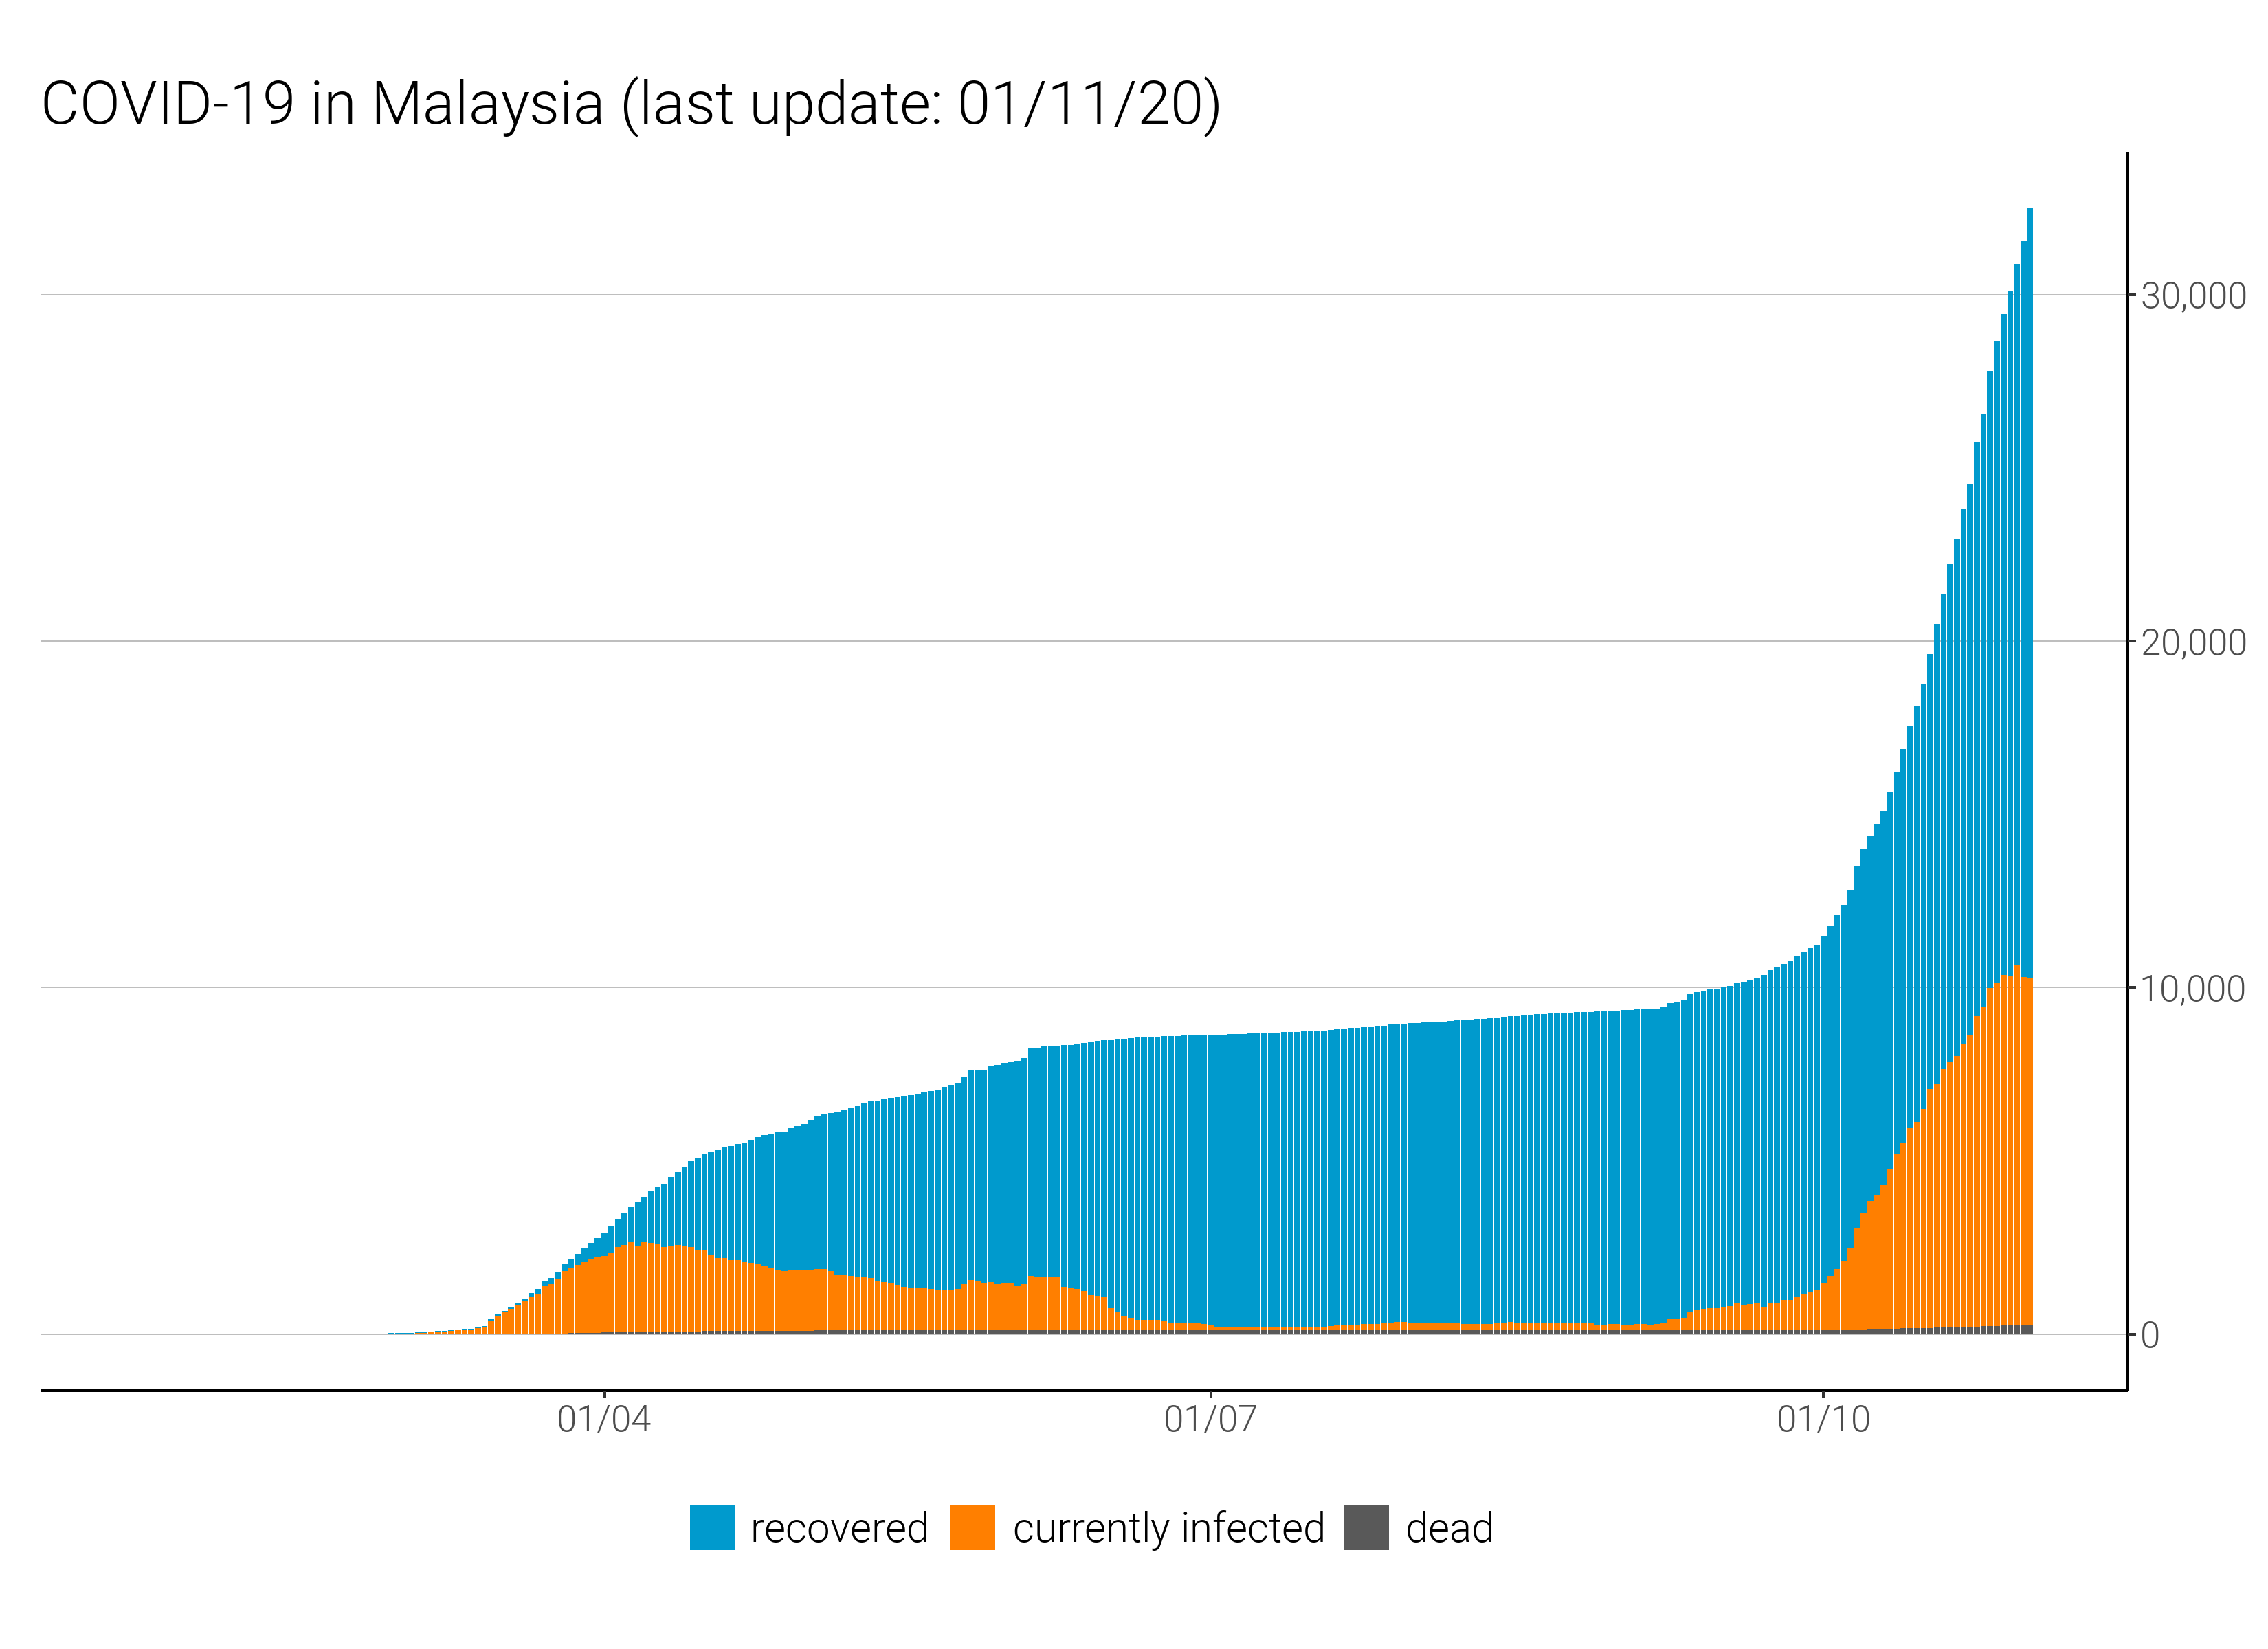 COVID-19 in Malaysia (last update: 01/11/20)
30,000
20,000
10,000
0
01/04 01/07 01/10
recovered currently infected dead